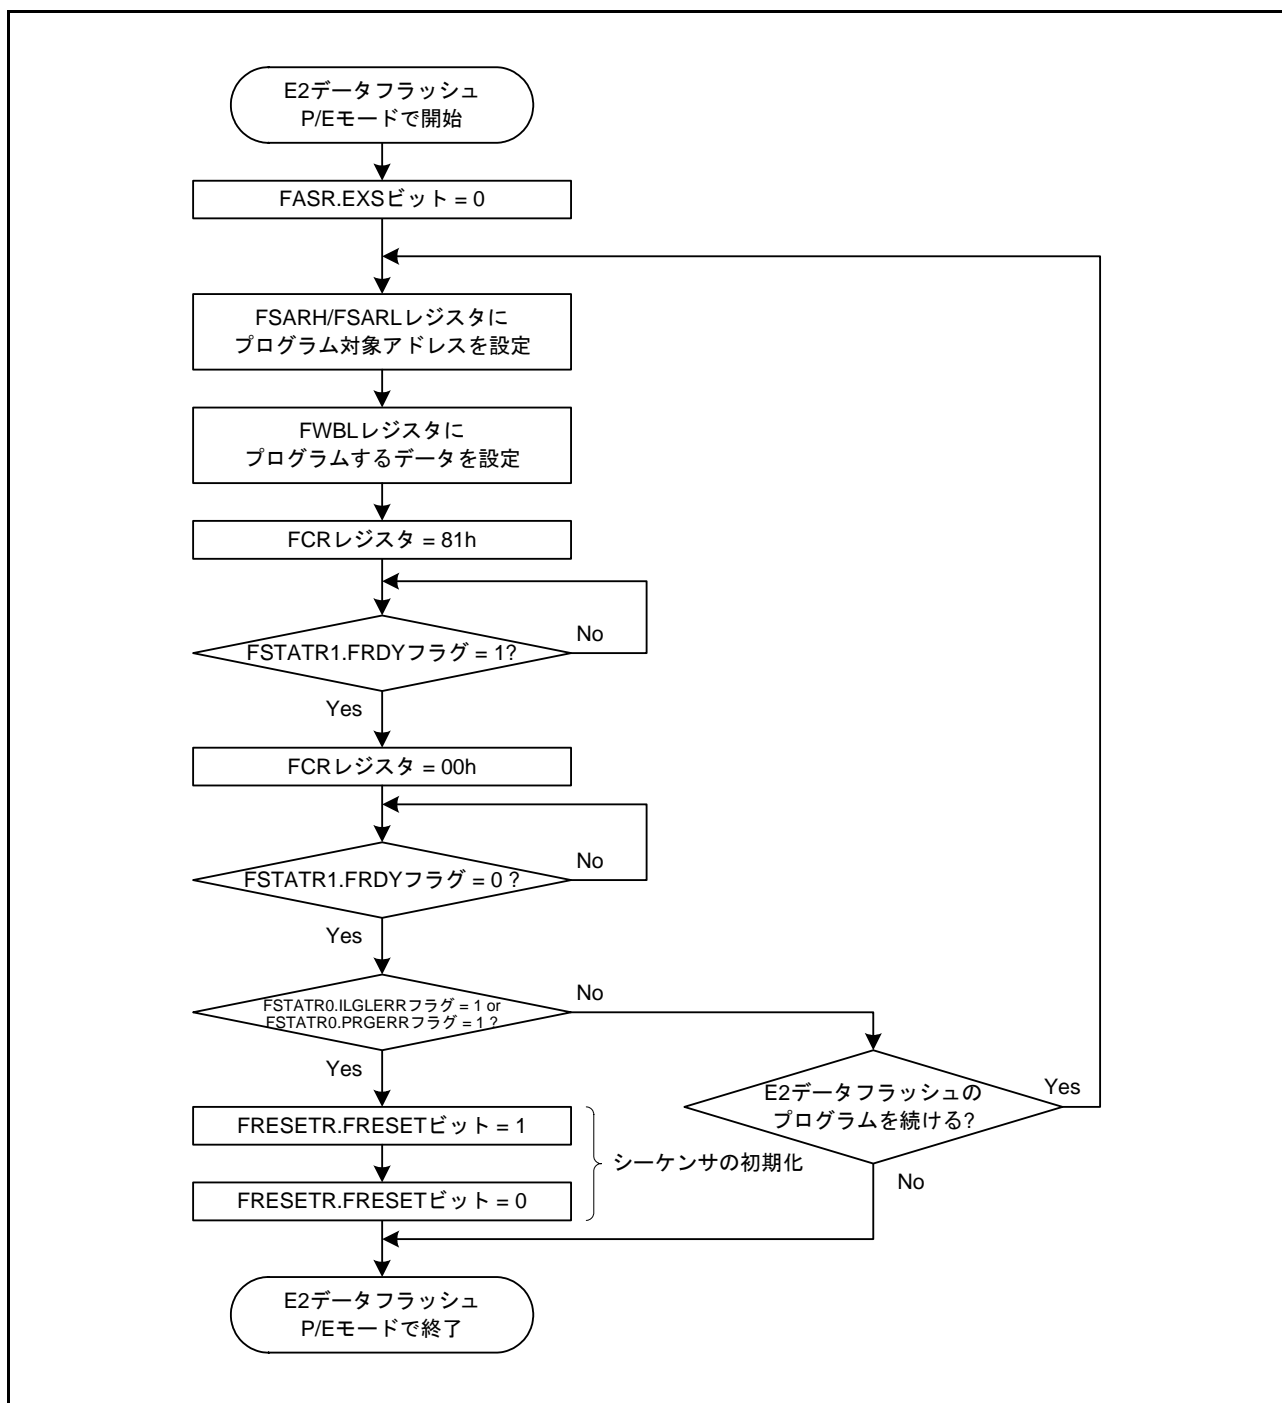 E2データフラッシュ
P/Eモードで開始
FASR.EXSビット = 0
FSARH/FSARLレジスタに
プログラム対象アドレスを設定
FWBLレジスタに
プログラムするデータを設定
FCRレジスタ = 81h
FSTATR1.FRDYフラグ = 1?
No
Yes
FCRレジスタ = 00h
FSTATR1.FRDYフラグ = 0 ?
No
Yes
FSTATR0.ILGLERRフラグ = 1 or
FSTATR0.PRGERRフラグ = 1 ?
No
Yes
E2データフラッシュの
プログラムを続ける?
Yes
No
FRESETR.FRESETビット = 1
FRESETR.FRESETビット = 0
シーケンサの初期化
E2データフラッシュ
P/Eモードで終了